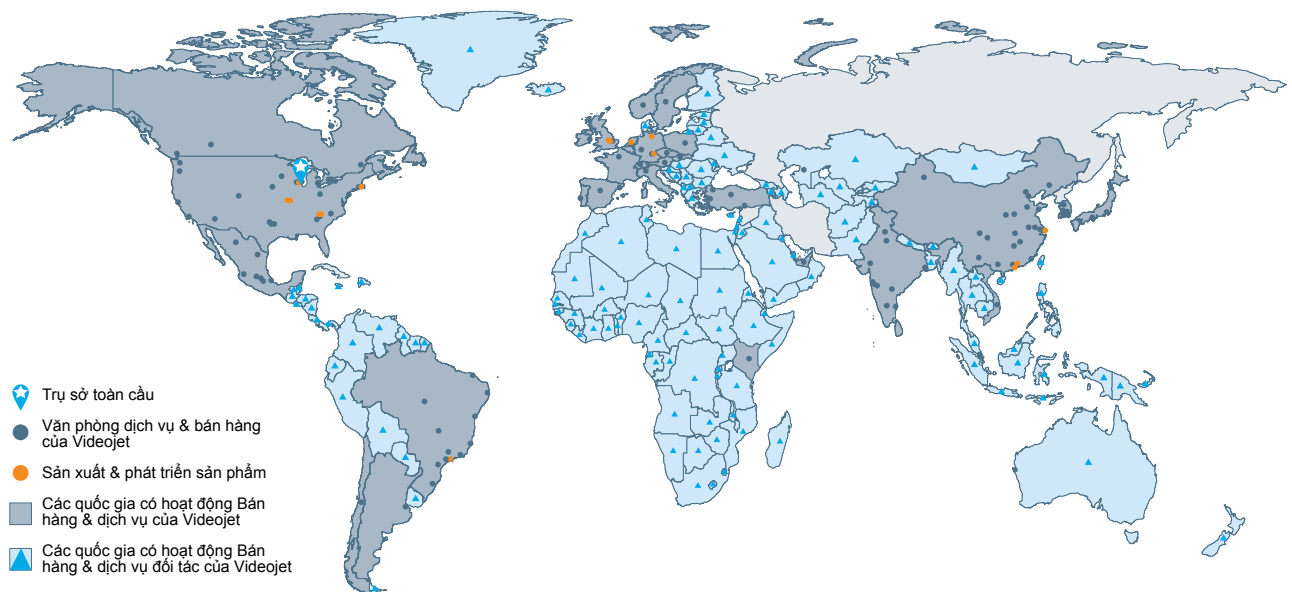 Trụ sở toàn cầu
Văn phòng dịch vụ & bán hàng
của Videojet
Sản xuất & phát triển sản phẩm
Các quốc gia có hoạt động Bán
hàng & dịch vụ của Videojet
Các quốc gia có hoạt động Bán
hàng & dịch vụ đối tác của Videojet